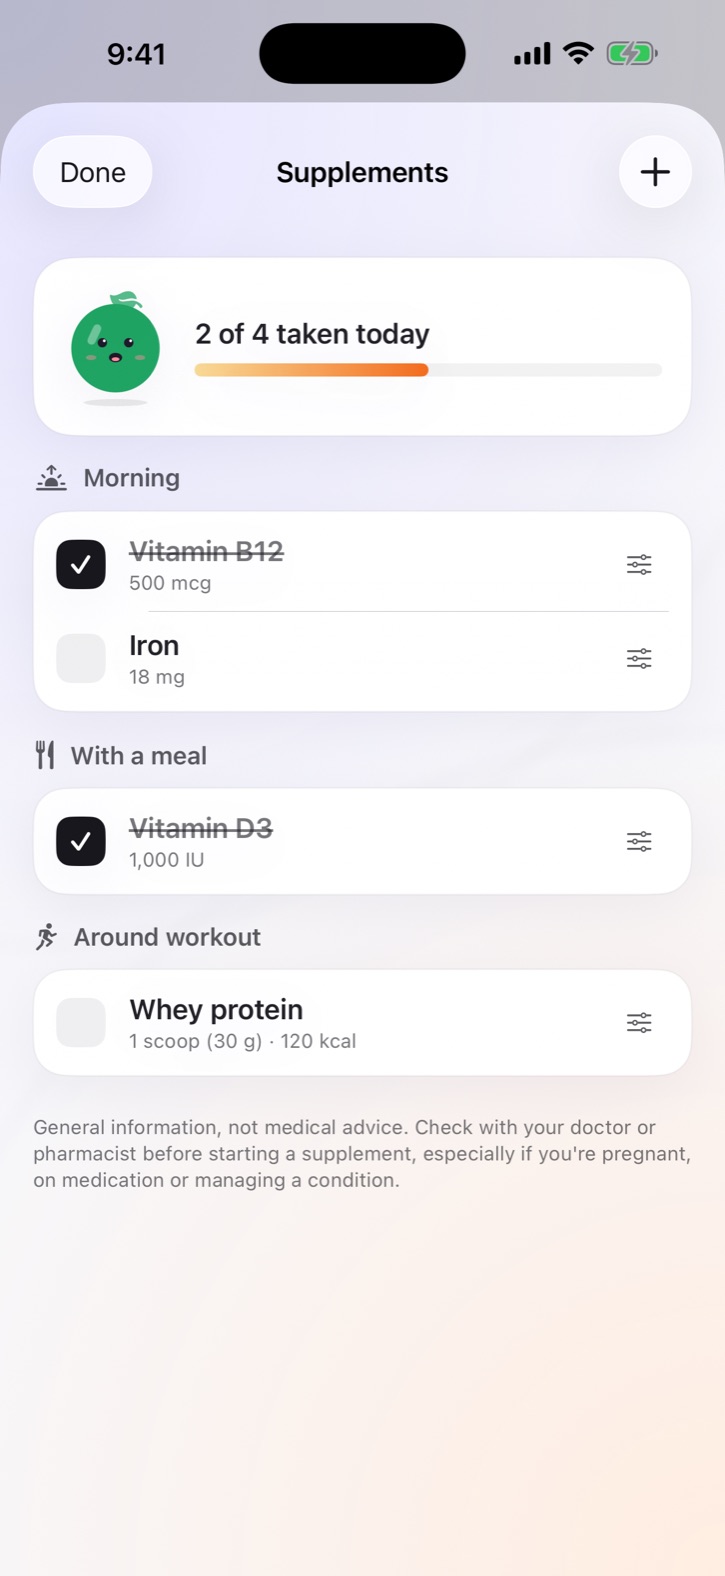 9:41
Done
Supplements
2 of 4 taken today
Morning
Vitamin B12
500 mcg
Iron
18 mg
With a meal
Vitamin D3
1,000 IU
Around workout
Whey protein
1 scoop (30 g) · 120 kcal
General information, not medical advice. Check with your doctor or
pharmacist before starting a supplement, especially if you're pregnant,
on medication or managing a condition.